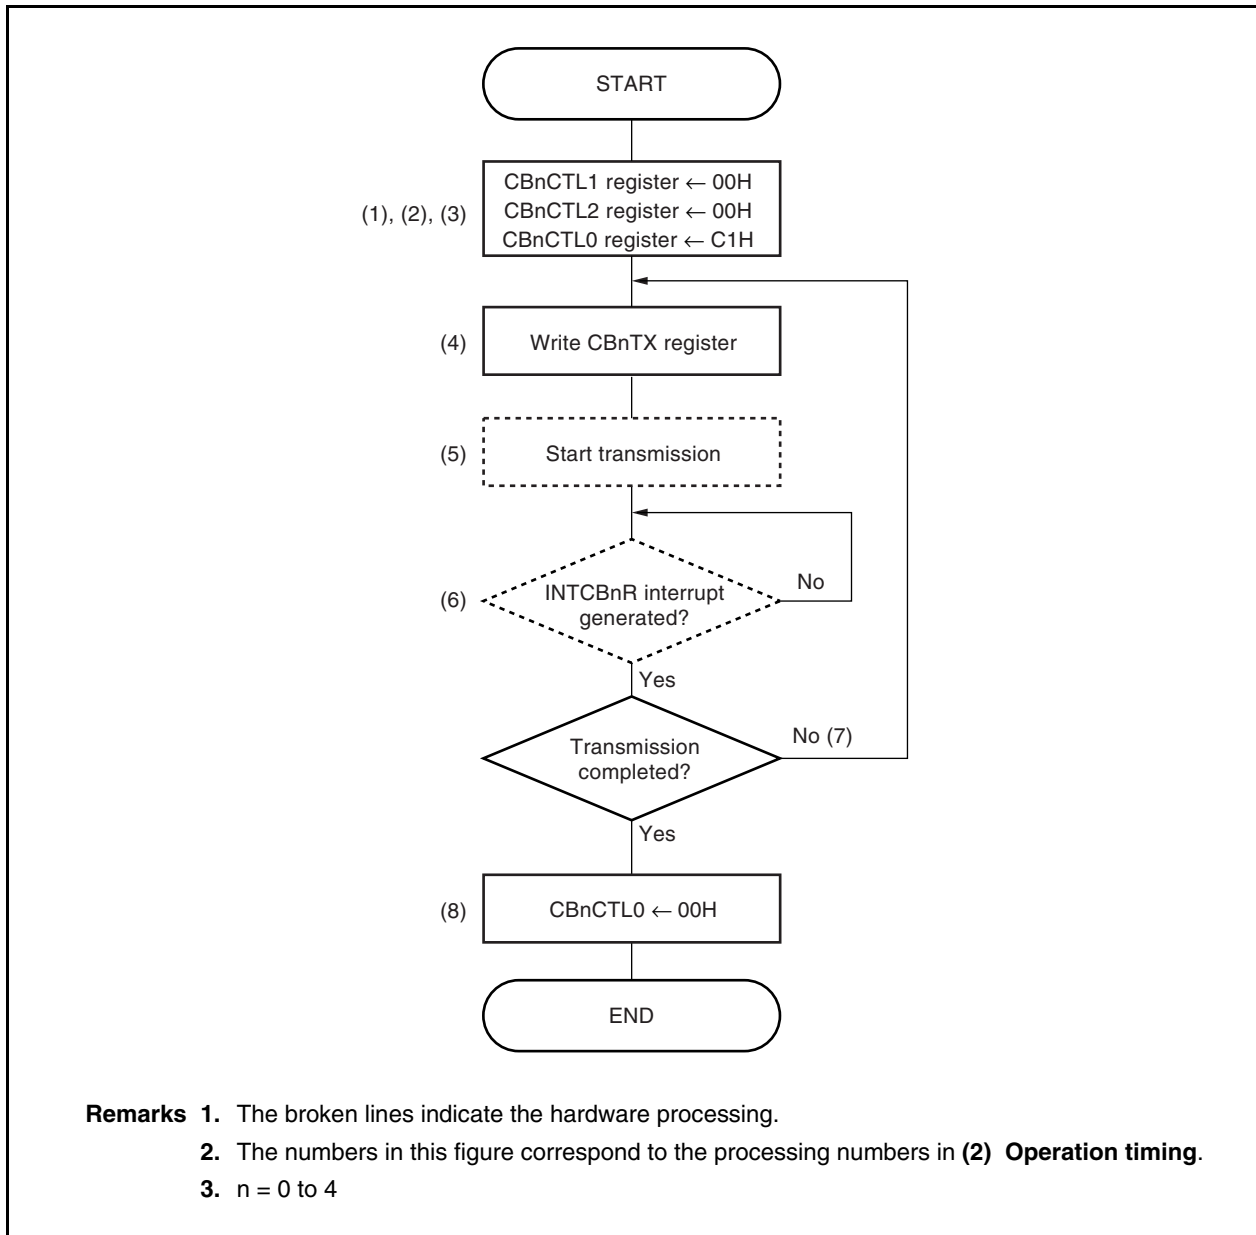 START
CBnCTL1 register ← 00H
CBnCTL2 register ← 00H
CBnCTL0 register ← C1H
(1), (2), (3)
(4)
Write CBnTX register
(5)
Start transmission
(6)
INTCBnR interrupt
generated?
No
Yes
Transmission
completed?
No (7)
Yes
(8)
CBnCTL0 ← 00H
END
Remarks 1. The broken lines indicate the hardware processing.
2. The numbers in this figure correspond to the processing numbers in (2) Operation timing.
3. n = 0 to 4